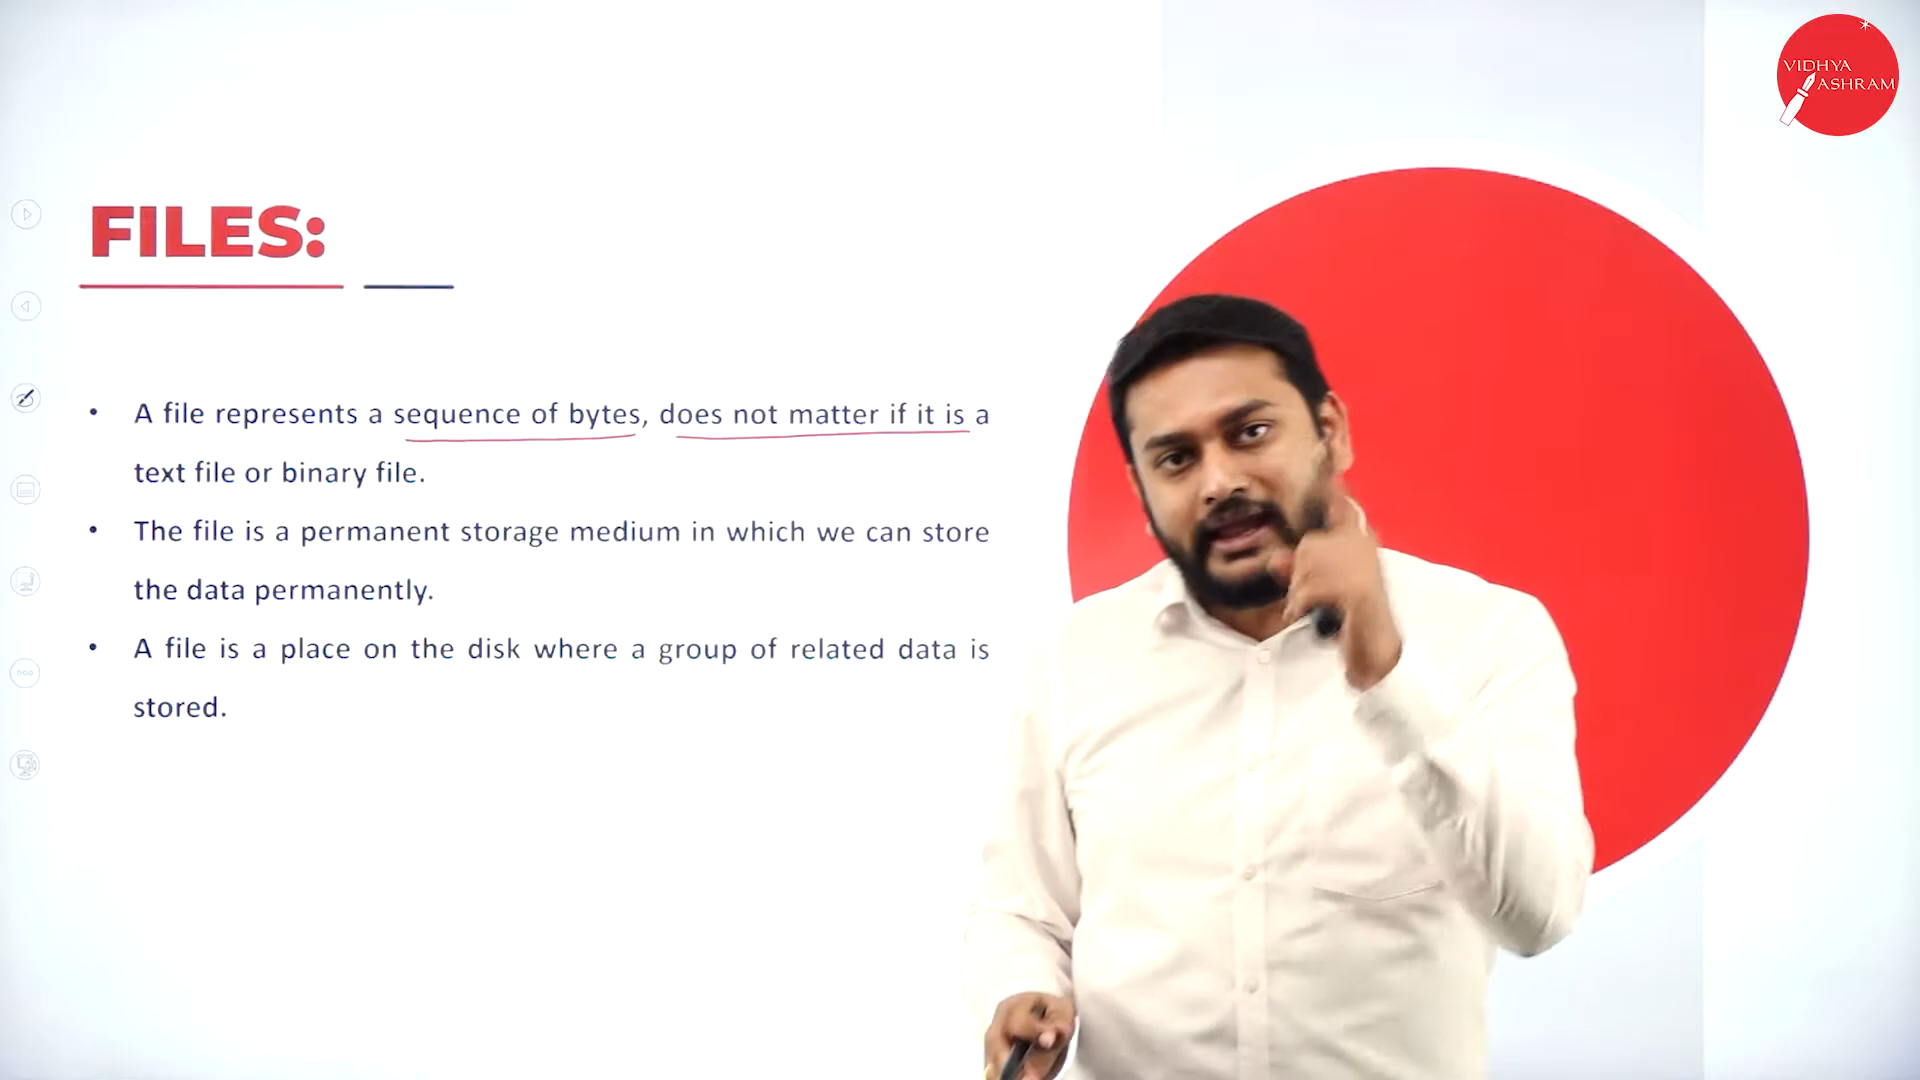 VIDHYA
ASHRAM
FILES:
• A file represents a sequence of bytes, does not matter if it is a
text file or binary file.
• The file is a permanent storage medium in which we can store
the data permanently.
• A file is a place on the disk where a group of related data is
stored.